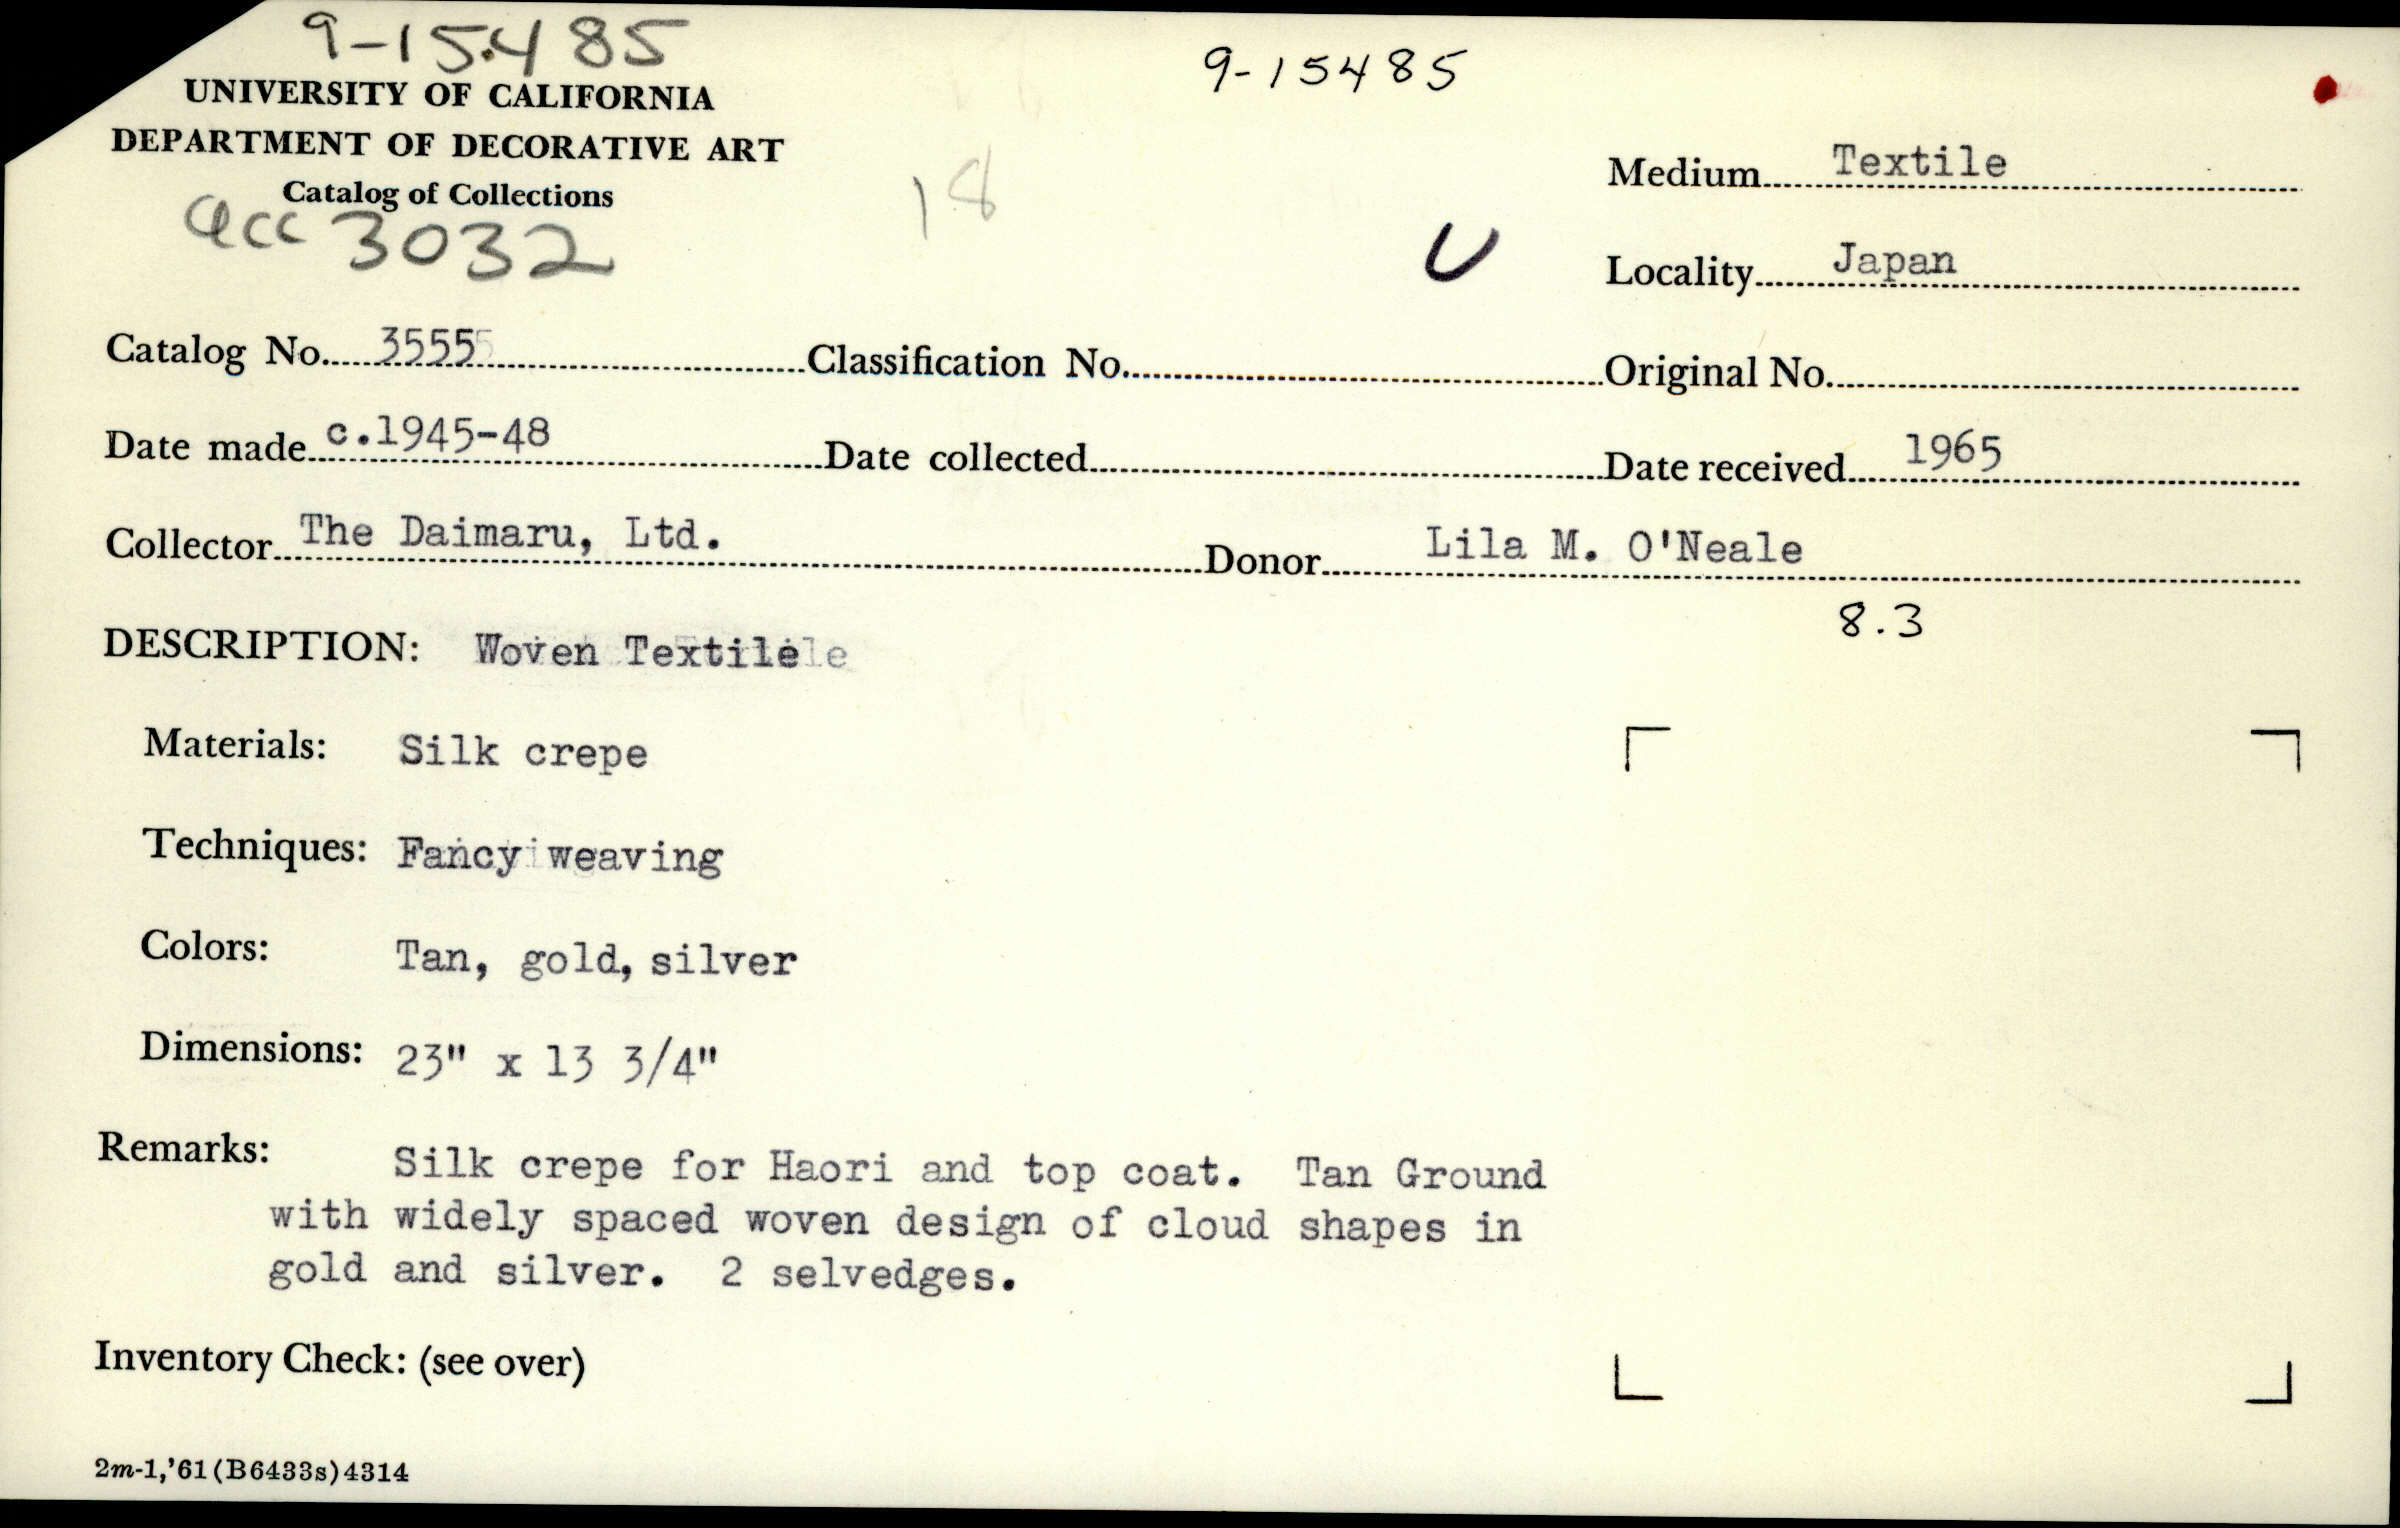 9-15485
9-15485
UNIVERSITY OF CALIFORNIA
DEPARTMENT OF DECORATIVE ART
Catalog of Collections
18
Medium Textile
acc 3032
U
Locality Japan
Catalog No. 3555 Classification No. Original No.
Date made c.1945-48 Date collected Date received 1965
Collector The Daimaru, Ltd. Donor Lila M. O'Neale
8.3
DESCRIPTION: Woven Textile
Materials: Silk crepe
Techniques: Fancy weaving
Colors: Tan, gold, silver
Dimensions: 23" x 13 3/4"
Remarks: Silk crepe for Haori and top coat. Tan Ground
with widely spaced woven design of cloud shapes in
gold and silver. 2 selvedges.
Inventory Check: (see over)
2m-1,'61(B6433s)4314